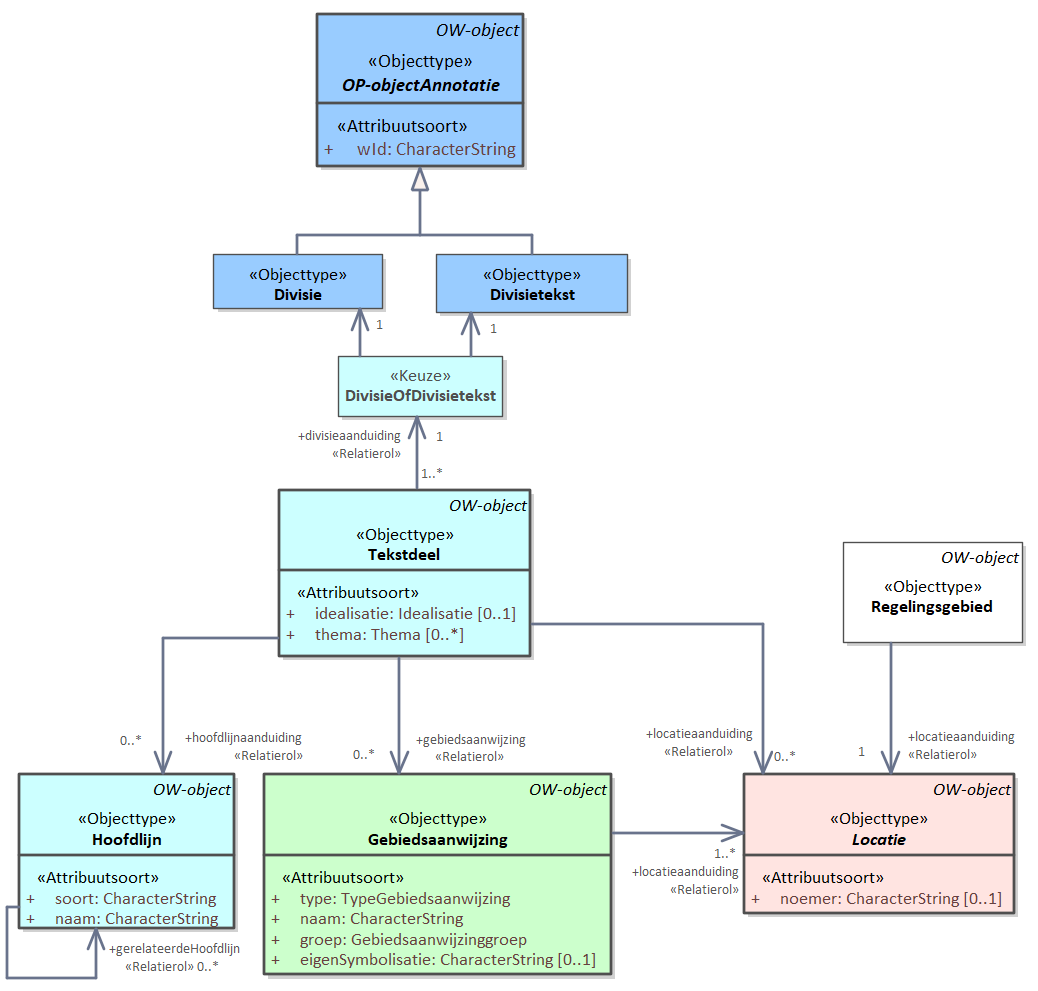 OW-object
«Objecttype»
OP-objectAnnotatie
«Attribuutsoort»
+ wId: CharacterString
«Objecttype»
Divisie
«Objecttype»
Divisietekst
1
1
«Keuze»
DivisieOfDivisietekst
+divisieaanduiding
«Relatierol»
1
1..*
OW-object
«Objecttype»
Tekstdeel
«Attribuutsoort»
+ idealisatie: Idealisatie [0..1]
+ thema: Thema [0..*]
OW-object
«Objecttype»
Regelingsgebied
0..*
+hoofdlijnaanduiding
«Relatierol»
0..*
+gebiedsaanwijzing
«Relatierol»
+locatieaanduiding
«Relatierol»
0..*
1
+locatieaanduiding
«Relatierol»
OW-object
«Objecttype»
Hoofdlijn
«Attribuutsoort»
+ soort: CharacterString
+ naam: CharacterString
+gerelateerdeHoofdlijn
«Relatierol» 0..*
OW-object
«Objecttype»
Gebiedsaanwijzing
«Attribuutsoort»
+ type: TypeGebiedsaanwijzing
+ naam: CharacterString
+ groep: Gebiedsaanwijzinggroep
+ eigenSymbolisatie: CharacterString [0..1]
1..*
+locatieaanduiding
«Relatierol»
OW-object
«Objecttype»
Locatie
«Attribuutsoort»
+ noemer: CharacterString [0..1]